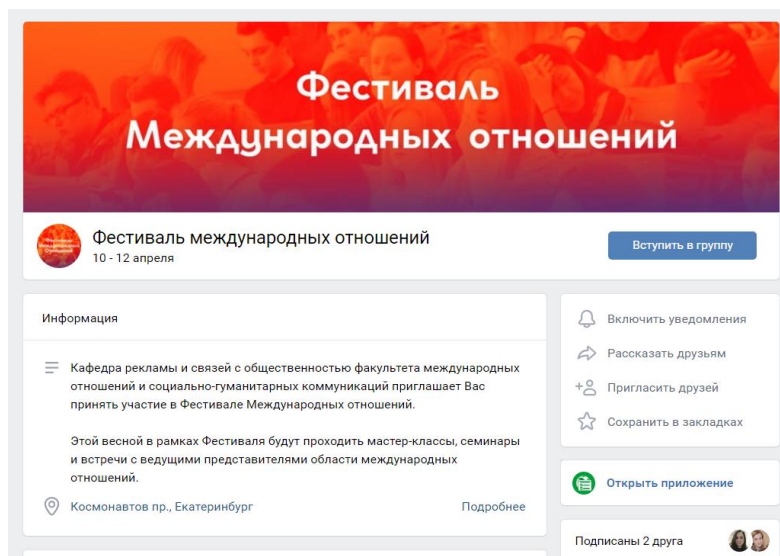 Фестиваль
Международных отношений
Фестиваль международных отношений
10 - 12 апреля
Вступить в группу
Информация
Кафедра рекламы и связей с общественностью факультета международных
отношений и социально-гуманитарных коммуникаций приглашает Вас
принять участие в Фестивале Международных отношений.
Этой весной в рамках Фестиваля будут проходить мастер-классы, семинары
и встречи с ведущими представителями области международных
отношений.
Космонавтов пр., Екатеринбург
Подробнее
Включить уведомления
Рассказать друзьям
Пригласить друзей
Сохранить в закладках
Открыть приложение
Подписаны 2 друга